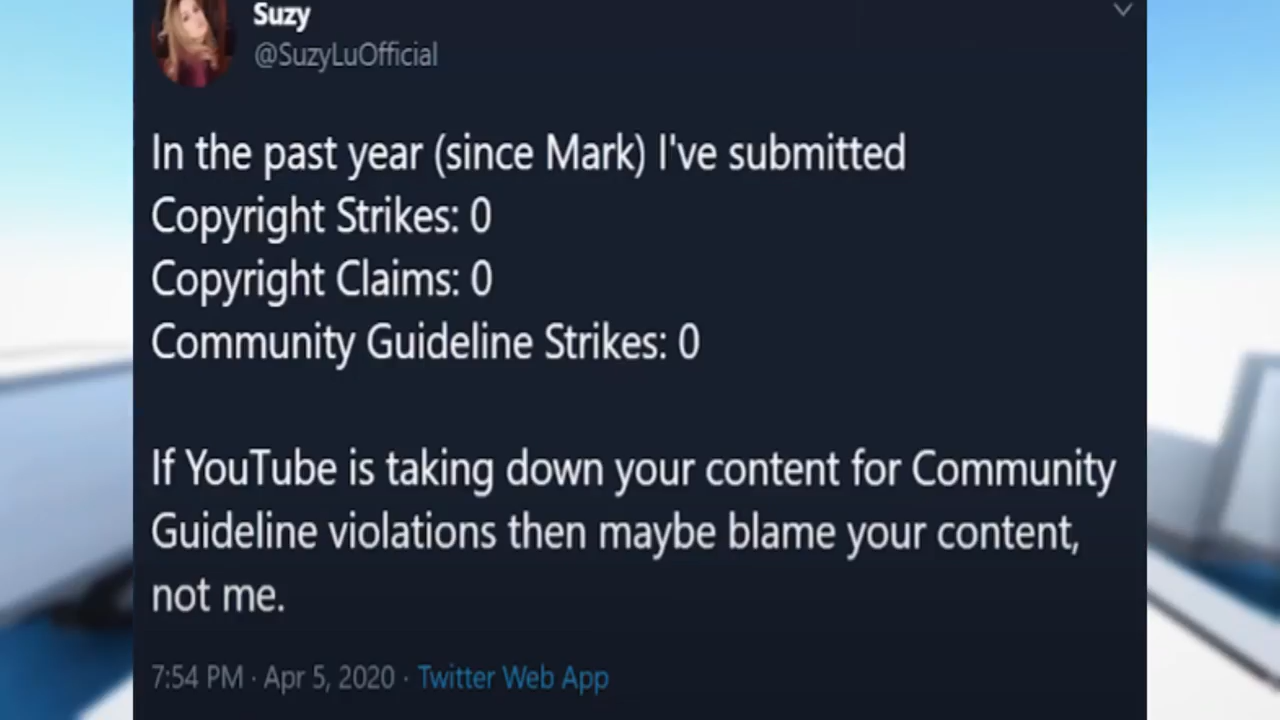 Suzy
@SuzyLuOfficial
In the past year (since Mark) I've submitted
Copyright Strikes: 0
Copyright Claims: 0
Community Guideline Strikes: 0
If YouTube is taking down your content for Community
Guideline violations then maybe blame your content,
not me.
7:54 PM · Apr 5, 2020 · Twitter Web App